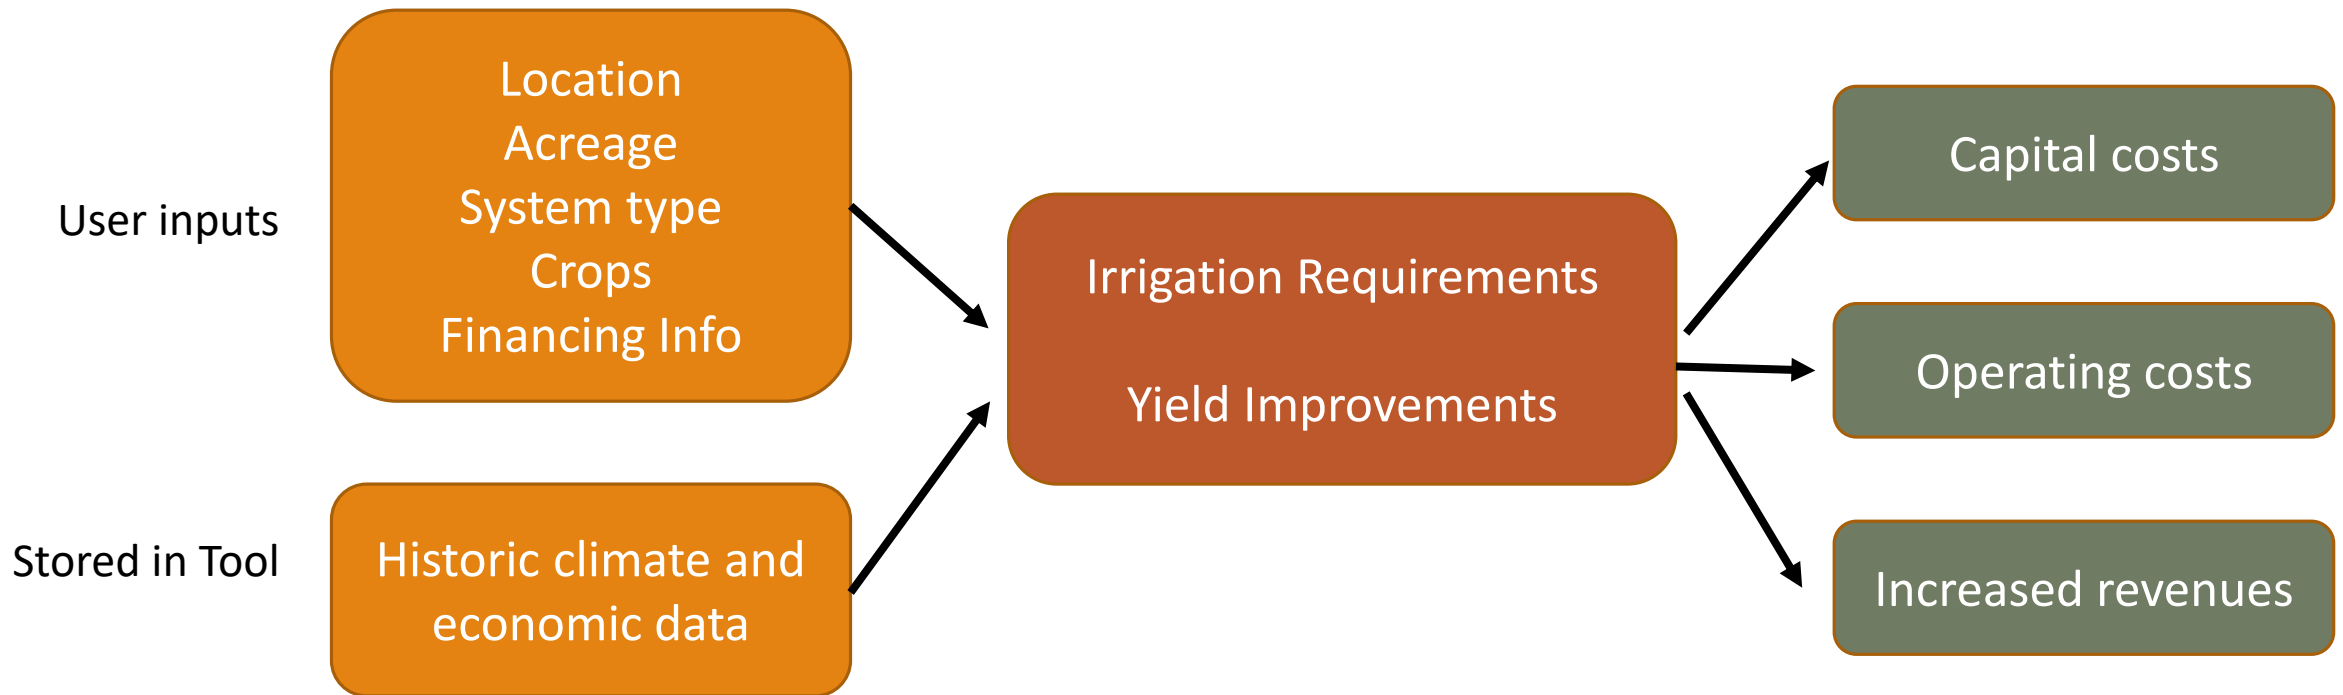 User inputs
Location
Acreage
System type
Crops
Financing Info
Stored in Tool
Historic climate and
economic data
Irrigation Requirements
Yield Improvements
Capital costs
Operating costs
Increased revenues